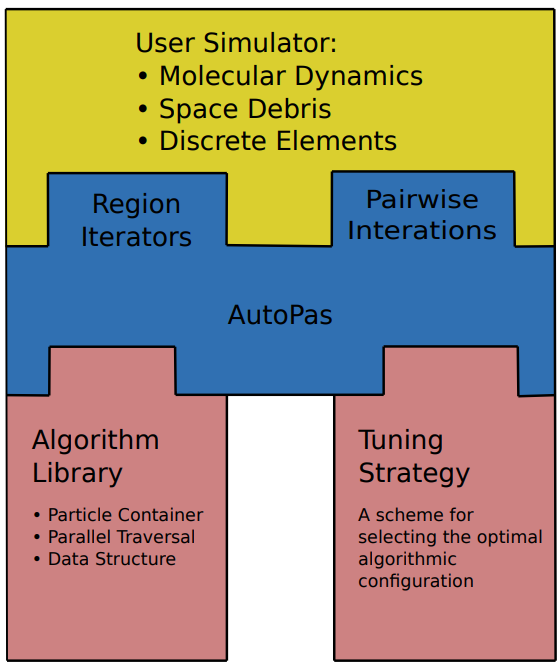 User Simulator:
• Molecular Dynamics
• Space Debris
• Discrete Elements
Region
Iterators
Pairwise
Interations
AutoPas
Algorithm
Library
• Particle Container
• Parallel Traversal
• Data Structure
Tuning
Strategy
A scheme for
selecting the optimal
algorithmic
configuration